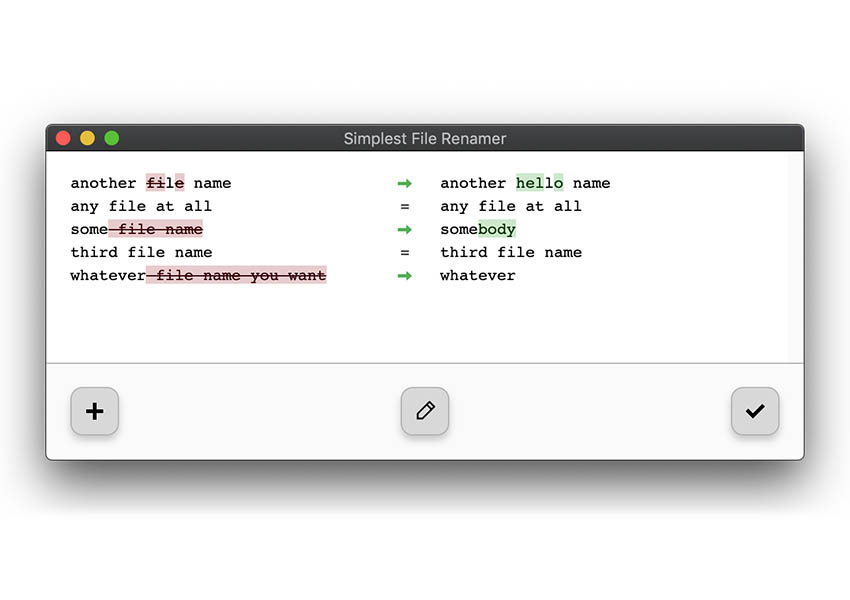 Simplest File Renamer
another file name → another hello name
any file at all = any file at all
some file name → somebody
third file name = third file name
whatever file name you want → whatever